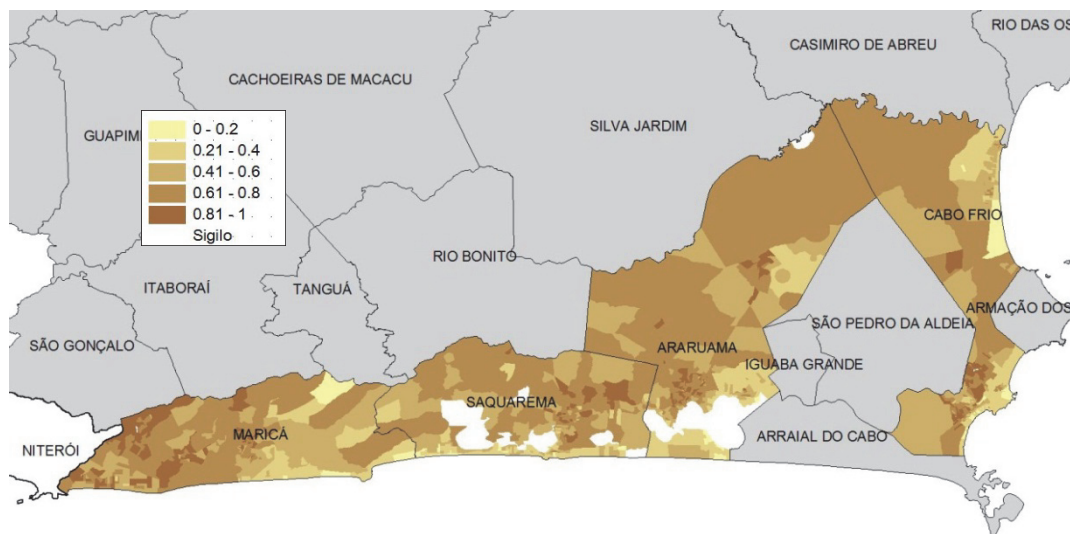 RIO DAS OS
CASIMIRO DE ABREU
CACHOEIRAS DE MACACU
SILVA JARDIM
GUAPIMI
0 - 0.2
0.21 - 0.4
0.41 - 0.6
0.61 - 0.8
0.81 - 1
Sigilo
CABO FRIO
RIO BONITO
ITABORAÍ
TANGUÁ
ARMAÇÃO DOS
SÃO PEDRO DA ALDEIA
SÃO GONÇALO
ARARUAMA
IGUABA GRANDE
SAQUAREMA
MARICÁ
ARRAIAL DO CABO
NITERÓI